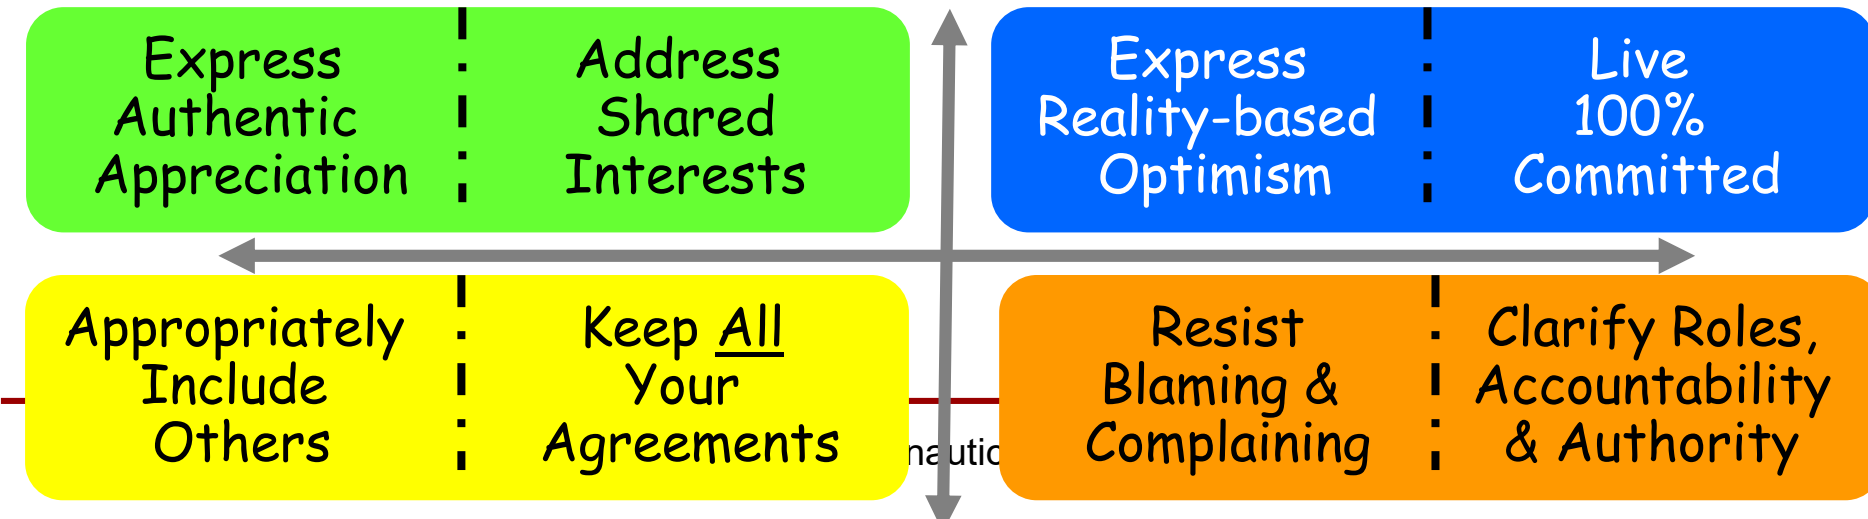 Express
Authentic
Appreciation
Address
Shared
Interests
Express
Reality-based
Optimism
Live
100%
Committed
Appropriately
Include
Others
Keep All
Your
Agreements
Resist
Blaming &
Complaining
Clarify Roles,
Accountability
& Authority